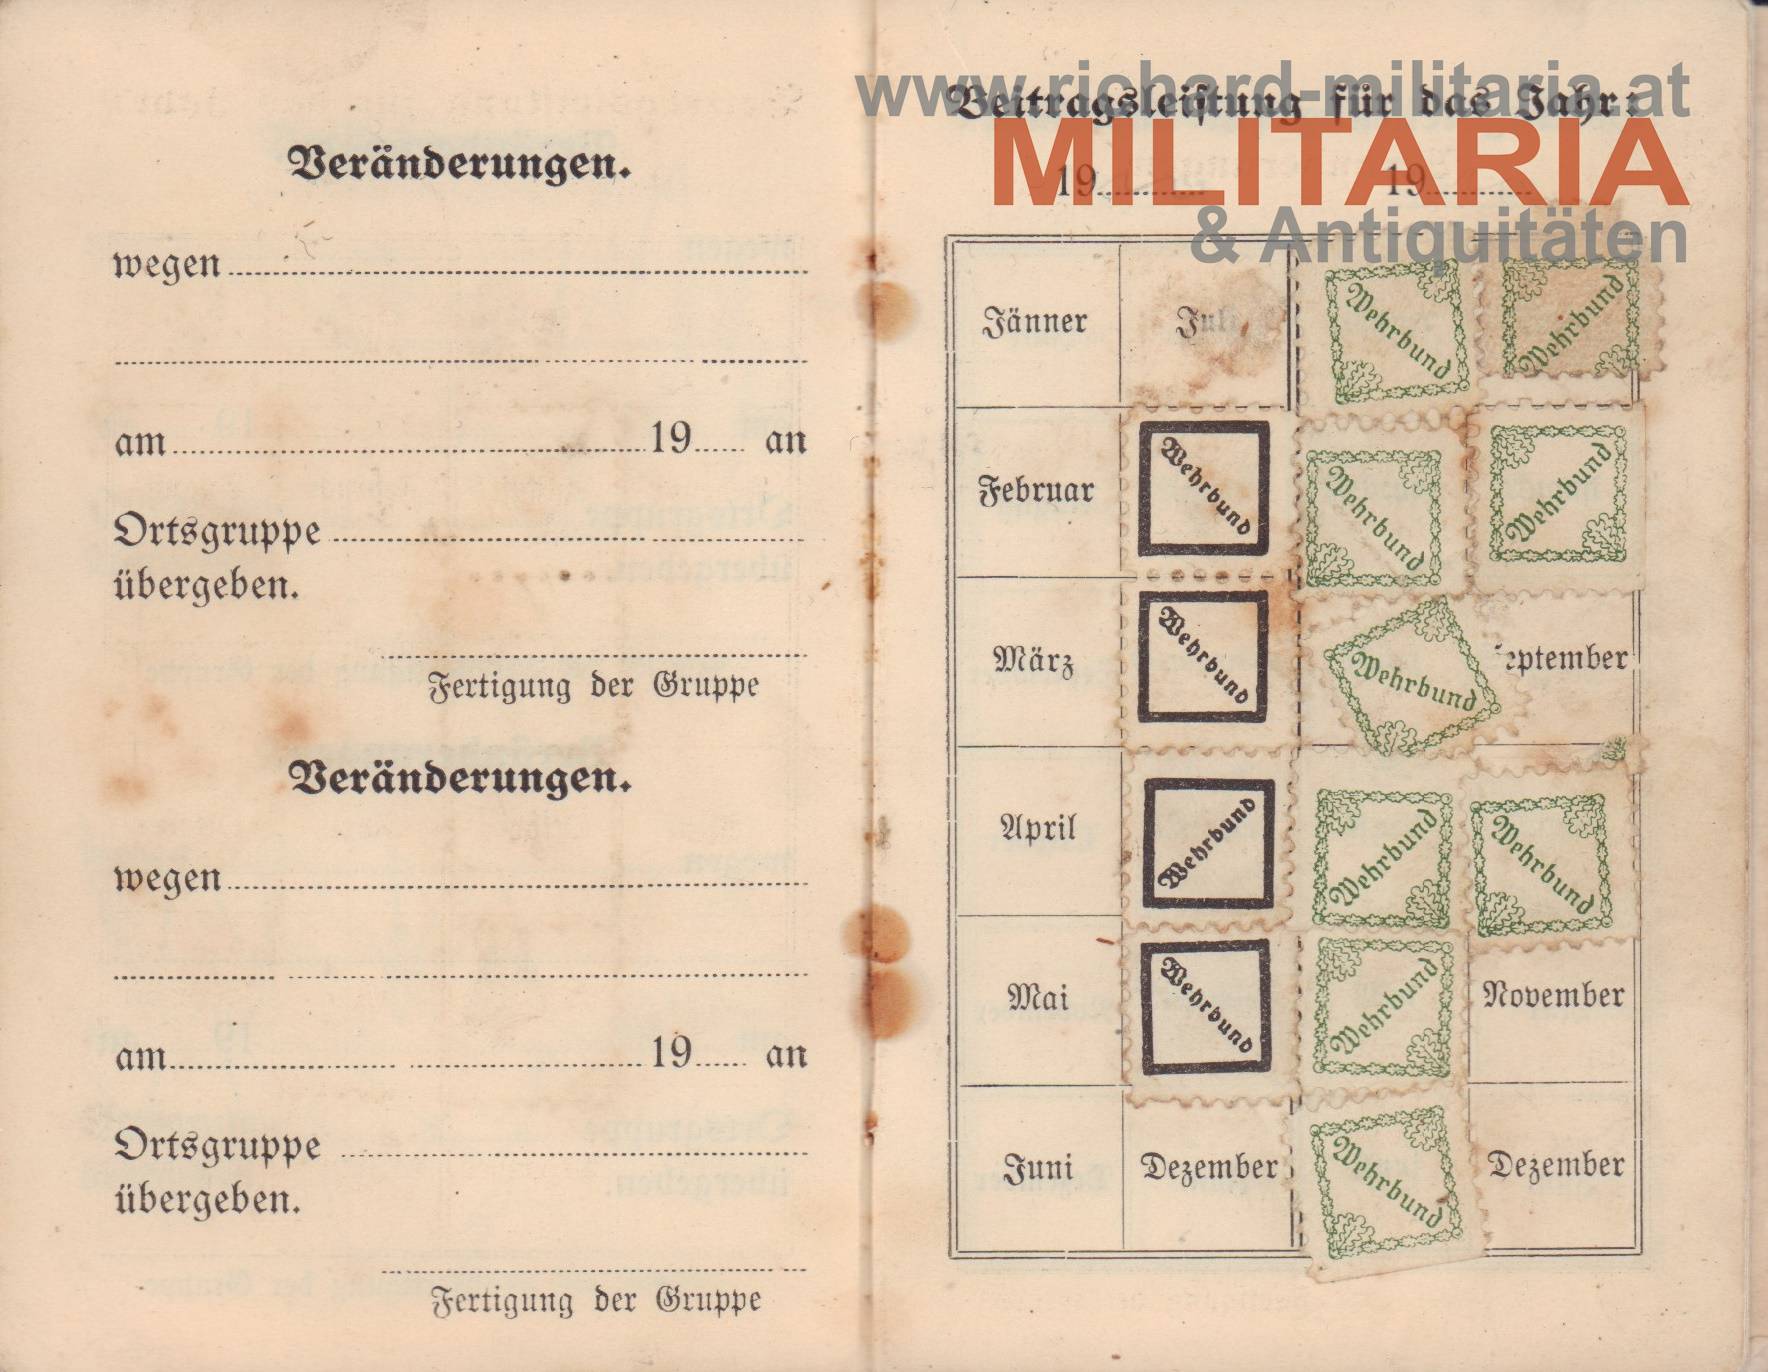 Veränderungen.
wegen
am 19 an
Ortsgruppe
übergeben.
Fertigung der Gruppe
Veränderungen.
wegen
am 19 an
Ortsgruppe
übergeben.
Fertigung der Gruppe
www.richard-militaria.at
Beitragsleistung für das Jahr:
MILITARIA
19 19
& Antiquitäten
Jänner Juli Wehrbund Wehrbund
Februar Wehrbund Wehrbund Wehrbund
März Wehrbund Wehrbund eptember
April Wehrbund Wehrbund Wehrbund
Mai Wehrbund Wehrbund November
Juni Dezember Wehrbund Dezember